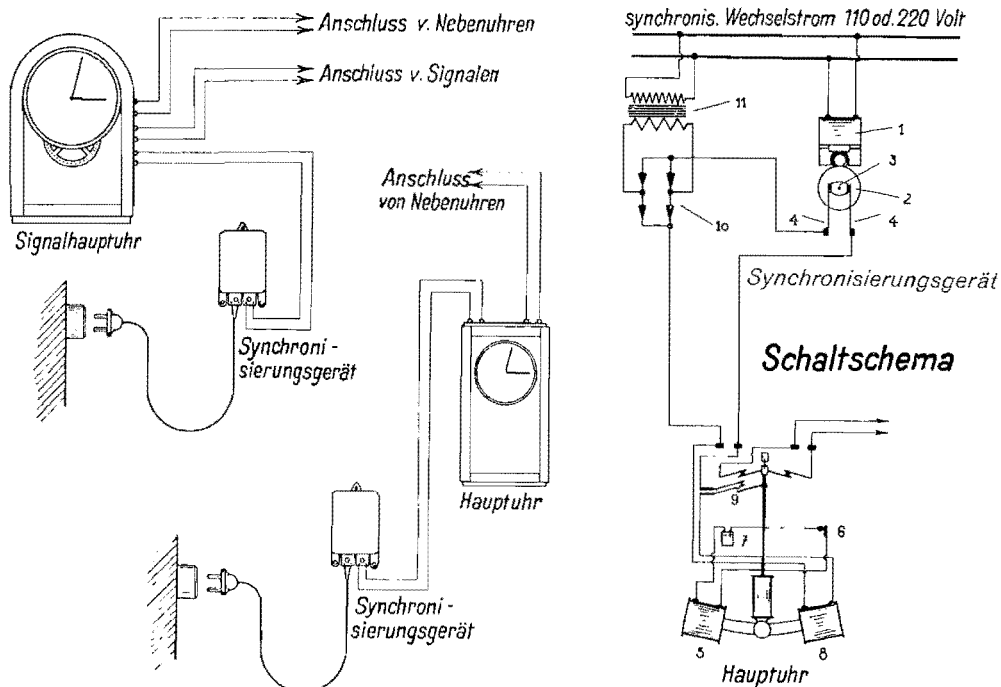 Anschluss v. Nebenuhren
Anschluss v. Signalen
Signalhauptuhr
Anschluss
von Nebenuhren
Synchroni-
sierungsgerät
Hauptuhr
Synchroni-
sierungsgerät
synchronis. Wechselstrom 110 od. 220 Volt
11
1
3
2
4
4
10
Synchronisierungsgerät
Schaltschema
9
7
6
5
8
Hauptuhr